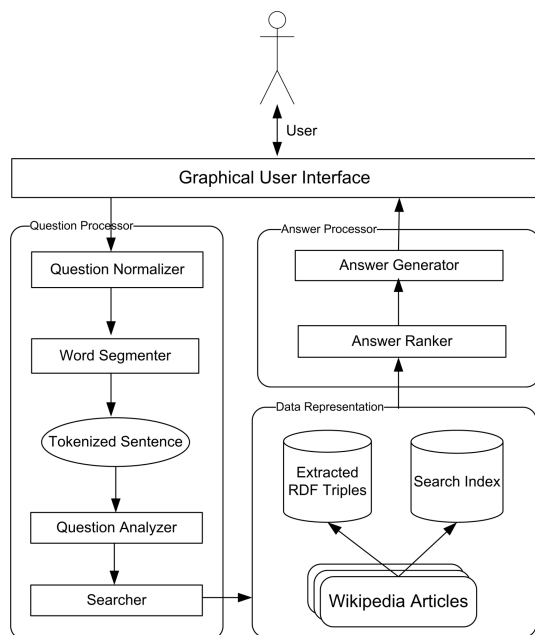 User
Graphical User Interface
Question Processor
Question Normalizer
Word Segmenter
Tokenized Sentence
Question Analyzer
Searcher
Answer Processor
Answer Generator
Answer Ranker
Data Representation
Extracted
RDF Triples
Search Index
Wikipedia Articles